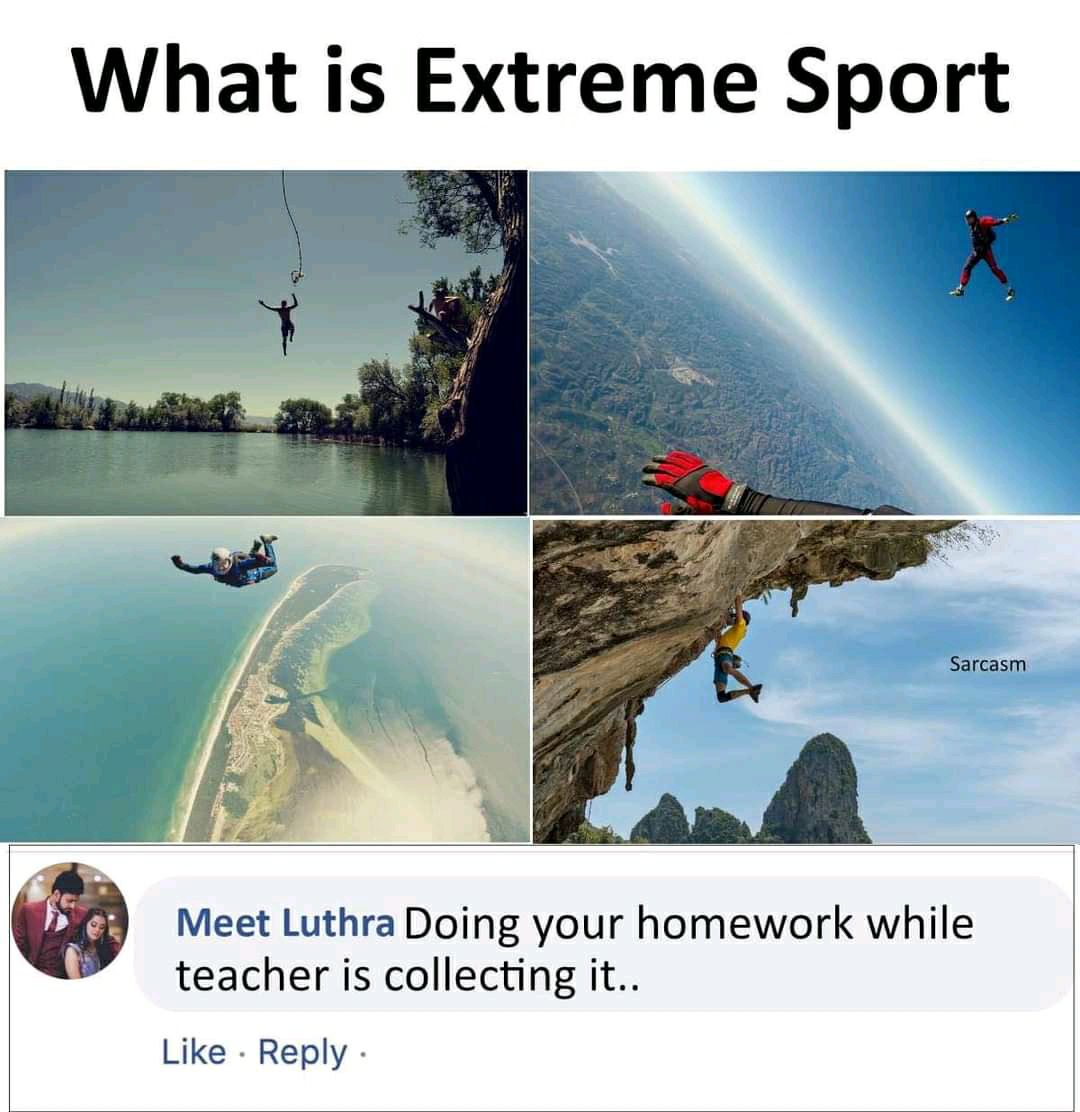 What is Extreme Sport
Sarcasm
Meet Luthra Doing your homework while
teacher is collecting it..
Like · Reply ·